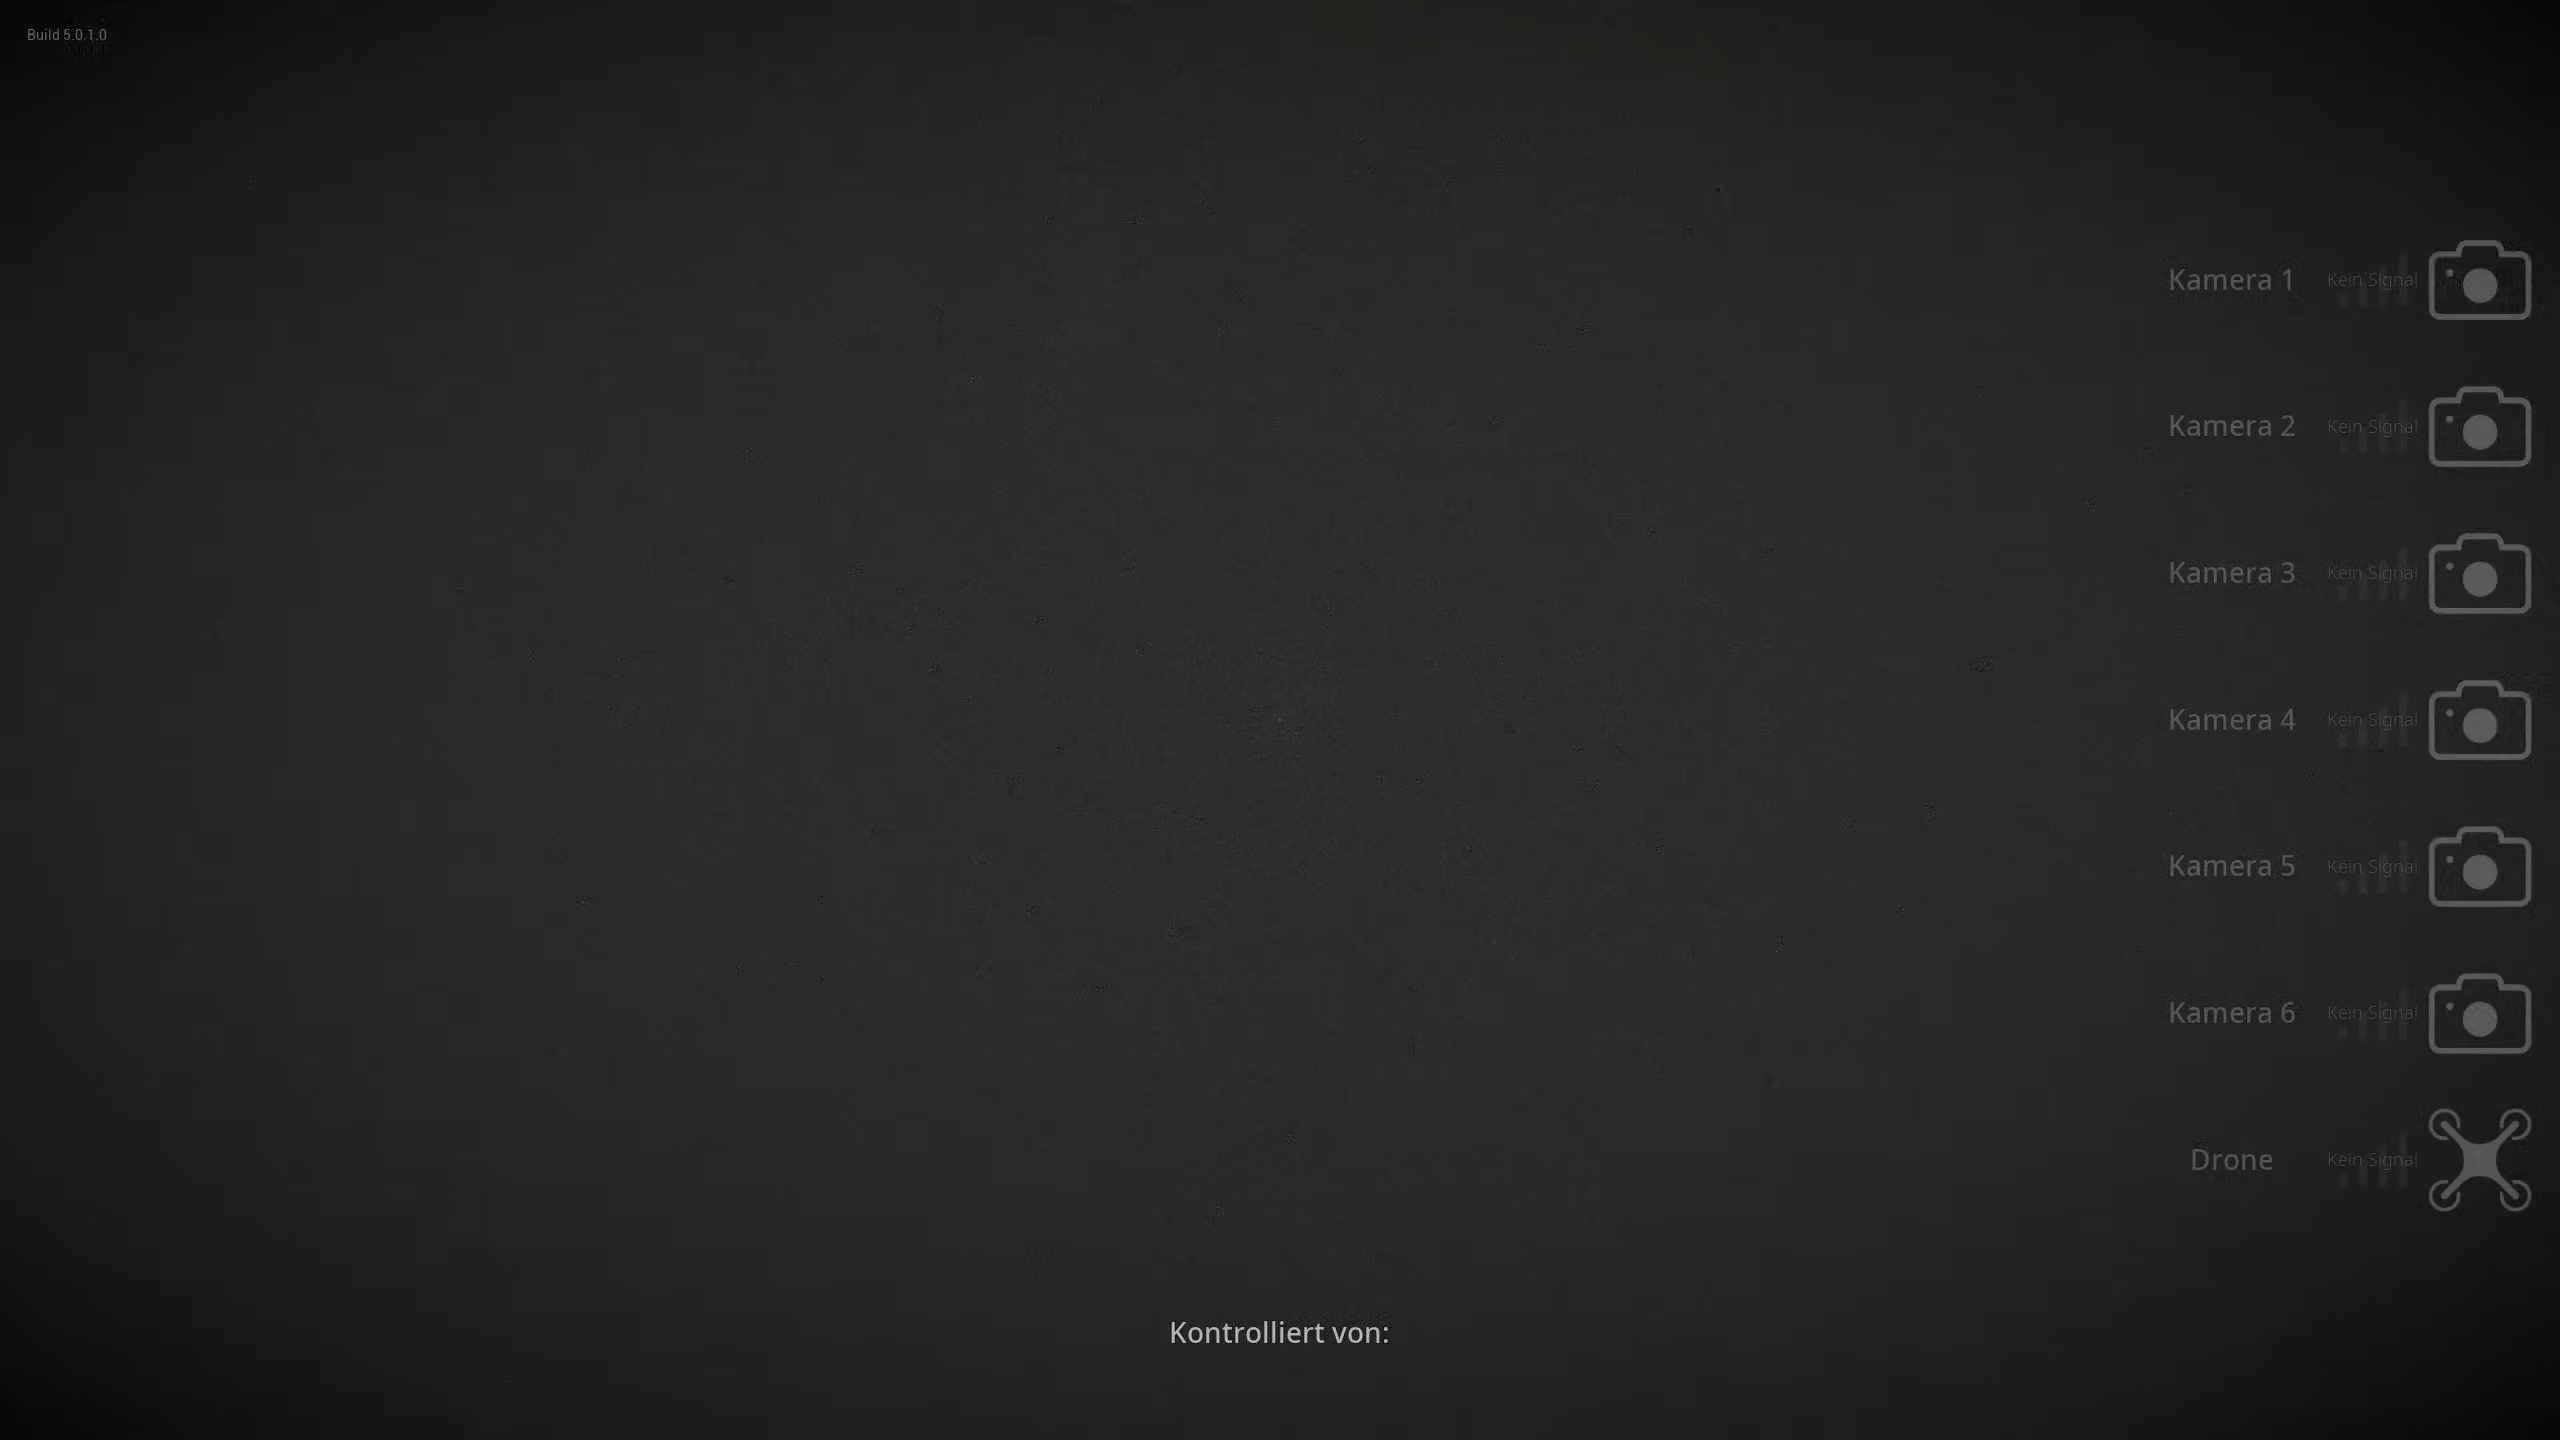 Build 5.0.1.0
Kamera 1 Kein Signal
Kamera 2 Kein Signal
Kamera 3 Kein Signal
Kamera 4 Kein Signal
Kamera 5 Kein Signal
Kamera 6 Kein Signal
Drone Kein Signal
Kontrolliert von: